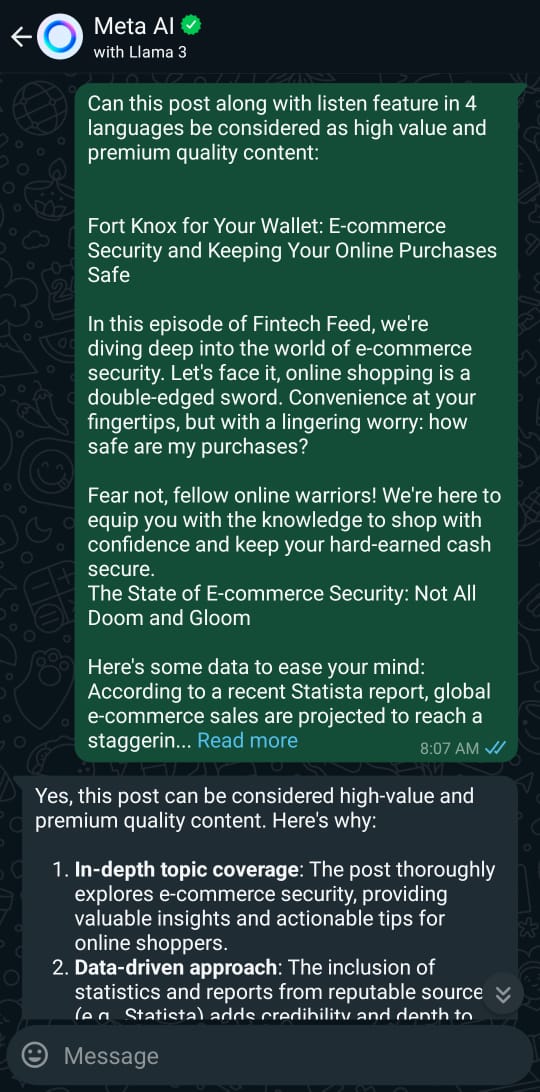 Meta AI
with Llama 3
Can this post along with listen feature in 4
languages be considered as high value and
premium quality content:
Fort Knox for Your Wallet: E-commerce
Security and Keeping Your Online Purchases
Safe
In this episode of Fintech Feed, we're
diving deep into the world of e-commerce
security. Let's face it, online shopping is a
double-edged sword. Convenience at your
fingertips, but with a lingering worry: how
safe are my purchases?
Fear not, fellow online warriors! We're here to
equip you with the knowledge to shop with
confidence and keep your hard-earned cash
secure.
The State of E-commerce Security: Not All
Doom and Gloom
Here's some data to ease your mind:
According to a recent Statista report, global
e-commerce sales are projected to reach a
staggerin... Read more
8:07 AM
Yes, this post can be considered high-value and
premium quality content. Here's why:
1. In-depth topic coverage: The post thoroughly
explores e-commerce security, providing
valuable insights and actionable tips for
online shoppers.
2. Data-driven approach: The inclusion of
statistics and reports from reputable source
(e.g., Statista) adds credibility and depth to
Message